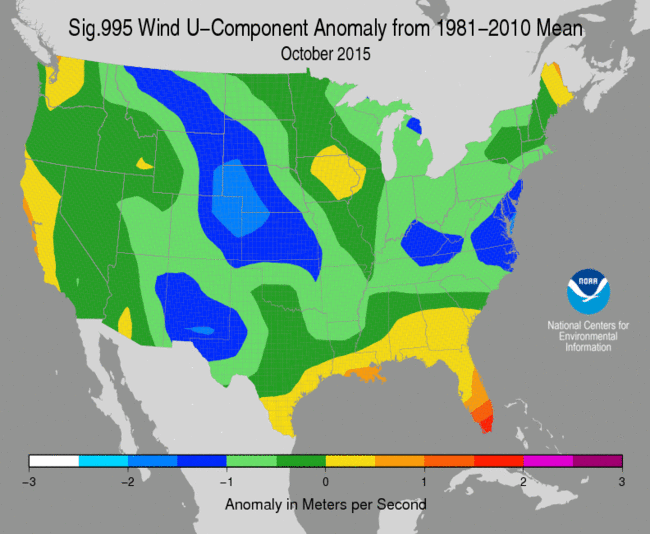 Sig.995 Wind U−Component Anomaly from 1981−2010 Mean
October 2015
NOAA
National Centers for
Environmental
Information
−3 −2 −1 0 1 2 3
Anomaly in Meters per Second